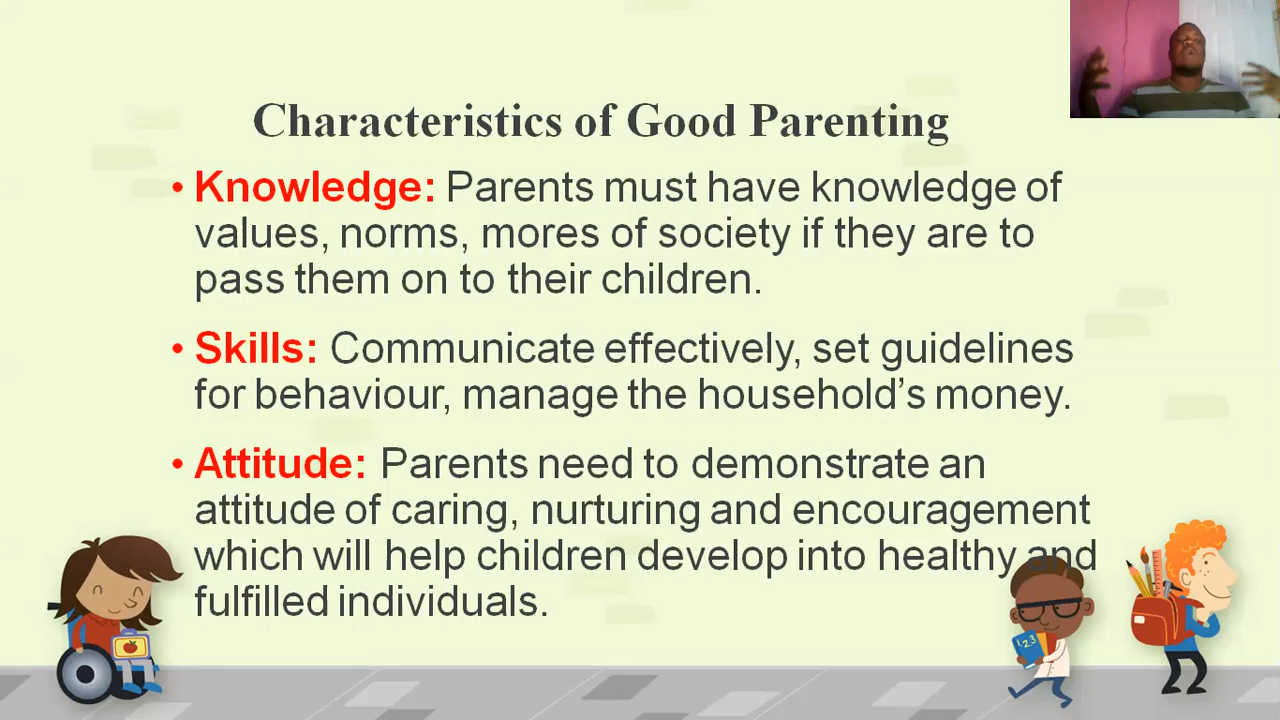 Characteristics of Good Parenting
• Knowledge: Parents must have knowledge of
values, norms, mores of society if they are to
pass them on to their children.
• Skills: Communicate effectively, set guidelines
for behaviour, manage the household’s money.
• Attitude: Parents need to demonstrate an
attitude of caring, nurturing and encouragement
which will help children develop into healthy and
fulfilled individuals.
123